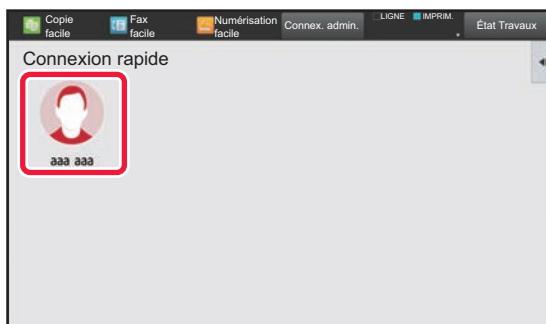 Copie
facile
Fax
facile
Numérisation
facile
Connex. admin.
LIGNE
IMPRIM.
État Travaux
Connexion rapide
aaa aaa